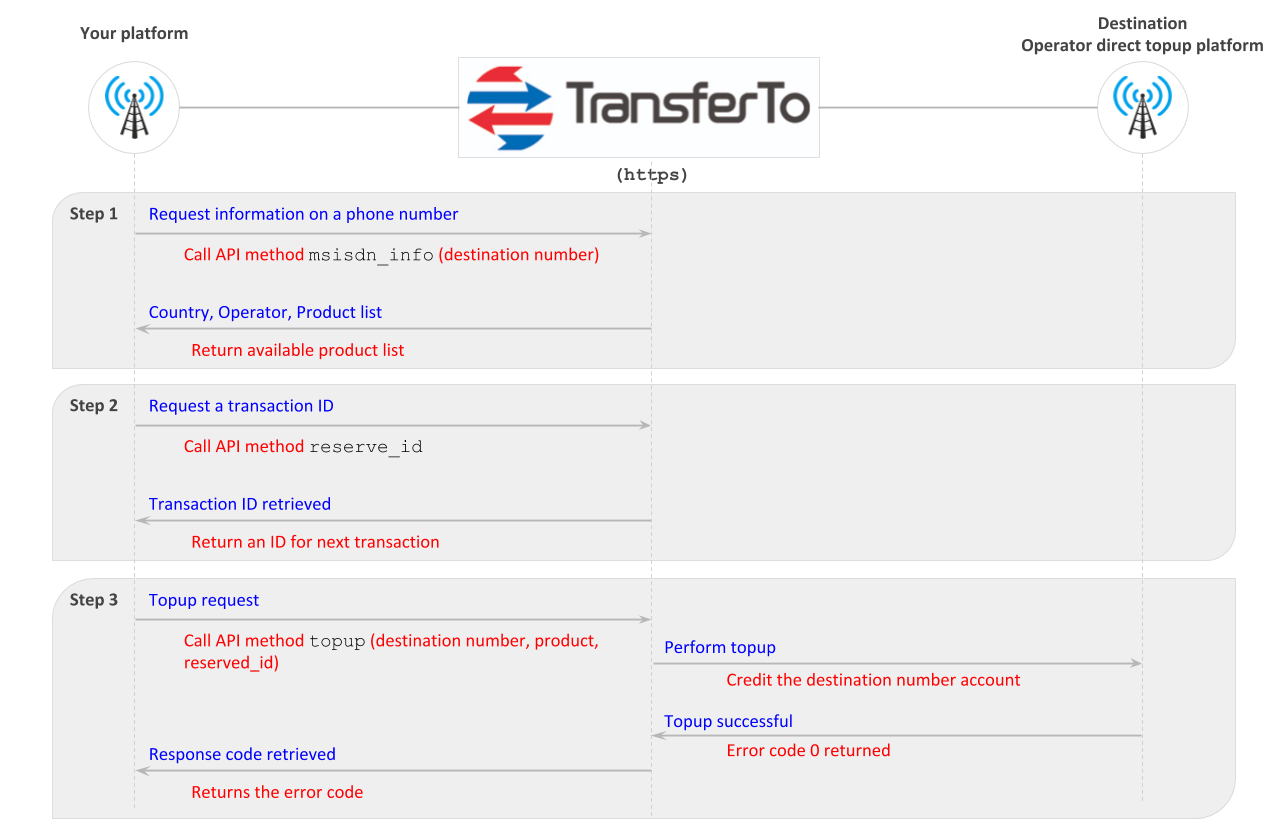 Your platform
Destination
Operator direct topup platform
TransferTo
(https)
Step 1
Request information on a phone number
Call API method msisdn_info (destination number)
Country, Operator, Product list
Return available product list
Step 2
Request a transaction ID
Call API method reserve_id
Transaction ID retrieved
Return an ID for next transaction
Step 3
Topup request
Call API method topup (destination number, product,
reserved_id)
Perform topup
Credit the destination number account
Topup successful
Error code 0 returned
Response code retrieved
Returns the error code